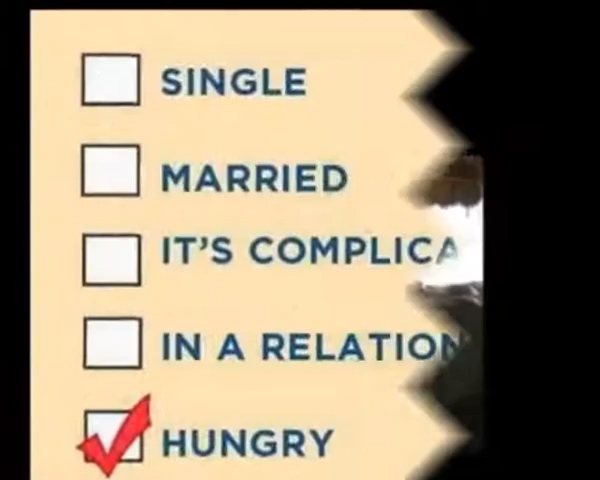 SINGLE
MARRIED
IT'S COMPLICA
IN A RELATION
HUNGRY